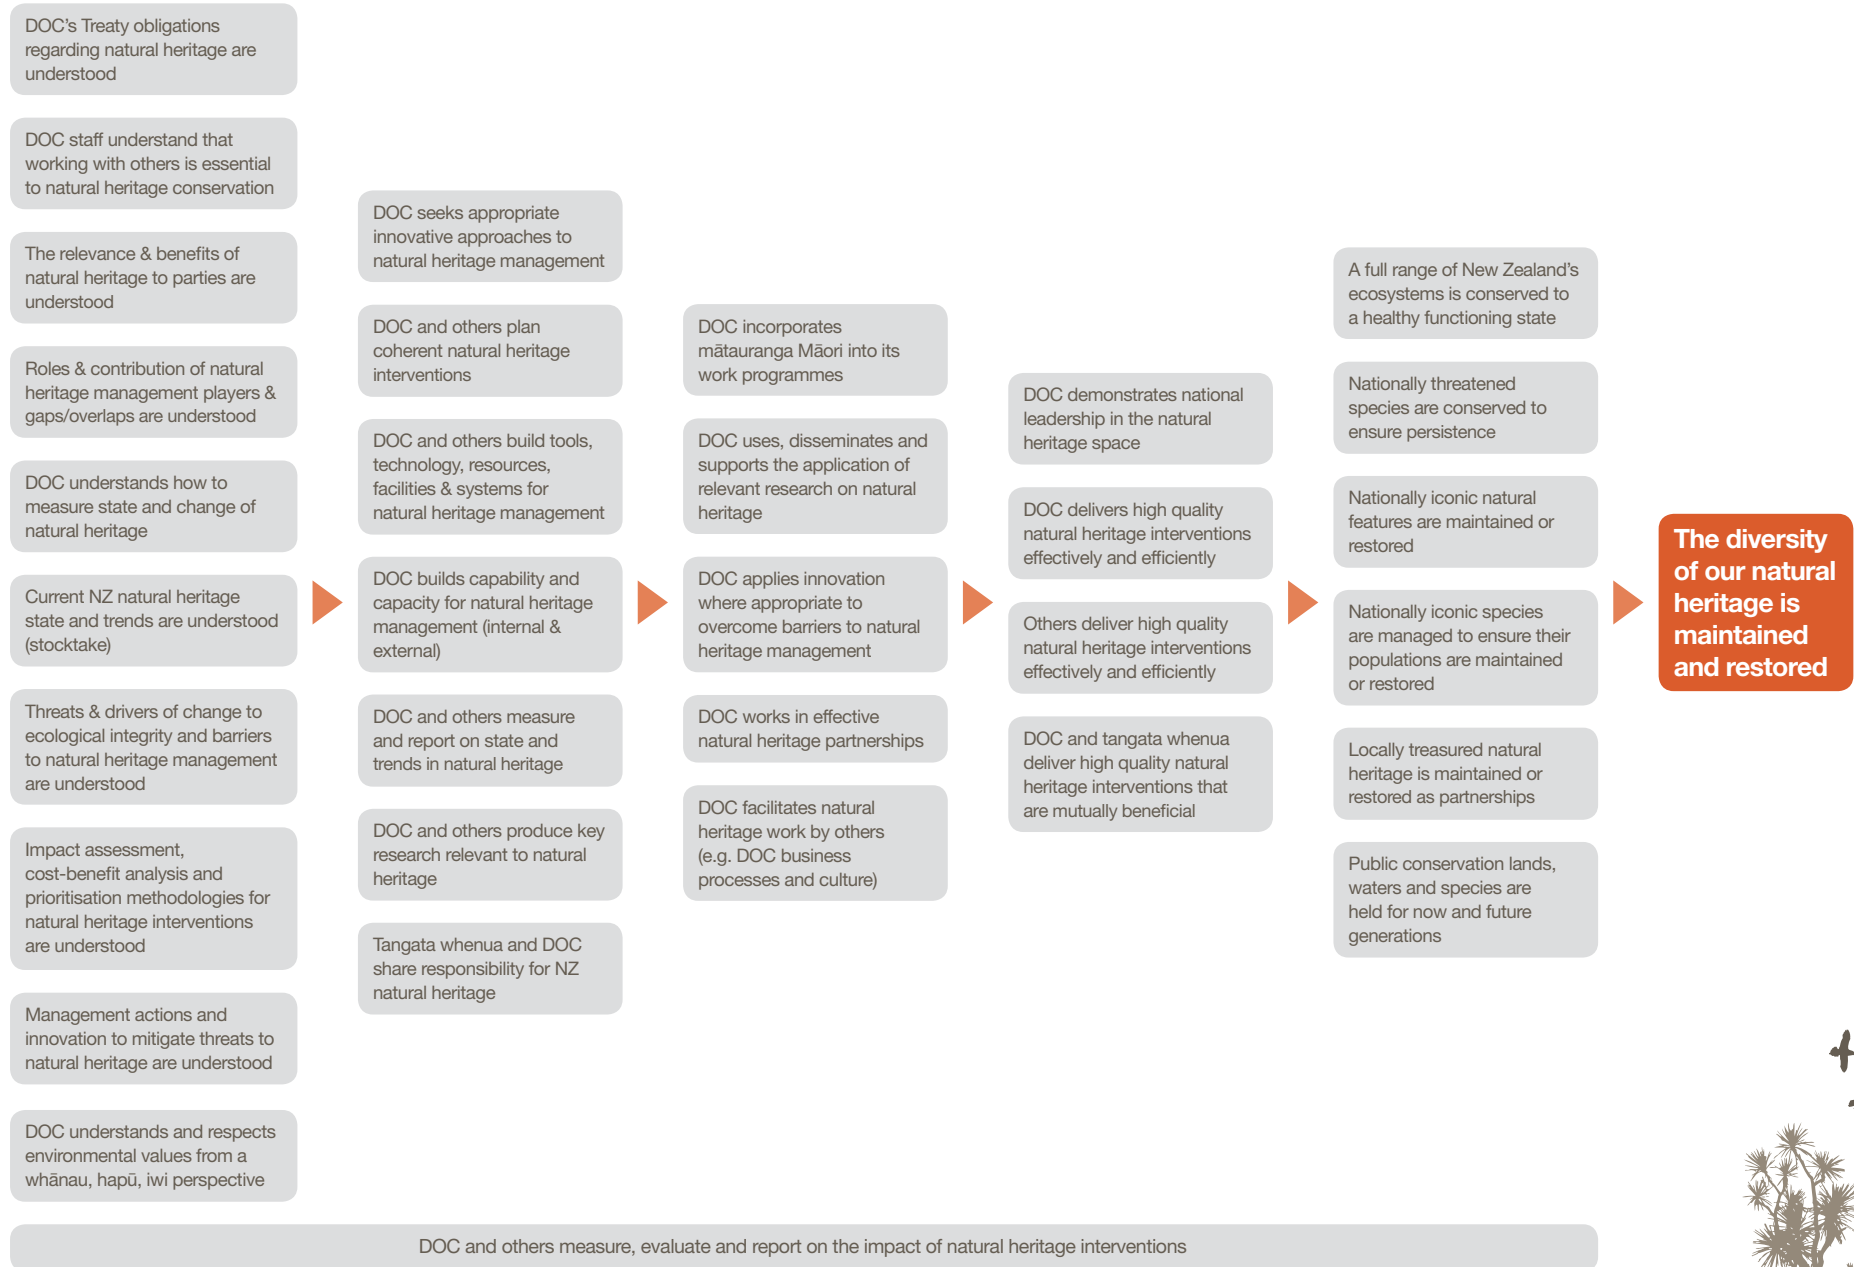 DOC’s Treaty obligations
regarding natural heritage are
understood
DOC staff understand that
working with others is essential
to natural heritage conservation
The relevance & benefits of
natural heritage to parties are
understood
Roles & contribution of natural
heritage management players &
gaps/overlaps are understood
DOC understands how to
measure state and change of
natural heritage
Current NZ natural heritage
state and trends are understood
(stocktake)
Threats & drivers of change to
ecological integrity and barriers
to natural heritage management
are understood
Impact assessment,
cost-benefit analysis and
prioritisation methodologies for
natural heritage interventions
are understood
Management actions and
innovation to mitigate threats to
natural heritage are understood
DOC understands and respects
environmental values from a
whānau, hapū, iwi perspective
DOC seeks appropriate
innovative approaches to
natural heritage management
DOC and others plan
coherent natural heritage
interventions
DOC and others build tools,
technology, resources,
facilities & systems for
natural heritage management
DOC builds capability and
capacity for natural heritage
management (internal &
external)
DOC and others measure
and report on state and
trends in natural heritage
DOC and others produce key
research relevant to natural
heritage
Tangata whenua and DOC
share responsibility for NZ
natural heritage
DOC incorporates
mātauranga Māori into its
work programmes
DOC uses, disseminates and
supports the application of
relevant research on natural
heritage
DOC applies innovation
where appropriate to
overcome barriers to natural
heritage management
DOC works in effective
natural heritage partnerships
DOC facilitates natural
heritage work by others
(e.g. DOC business
processes and culture)
DOC demonstrates national
leadership in the natural
heritage space
DOC delivers high quality
natural heritage interventions
effectively and efficiently
Others deliver high quality
natural heritage interventions
effectively and efficiently
DOC and tangata whenua
deliver high quality natural
heritage interventions that
are mutually beneficial
A full range of New Zealand’s
ecosystems is conserved to
a healthy functioning state
Nationally threatened
species are conserved to
ensure persistence
Nationally iconic natural
features are maintained or
restored
Nationally iconic species
are managed to ensure their
populations are maintained
or restored
Locally treasured natural
heritage is maintained or
restored as partnerships
Public conservation lands,
waters and species are
held for now and future
generations
The diversity
of our natural
heritage is
maintained
and restored
DOC and others measure, evaluate and report on the impact of natural heritage interventions